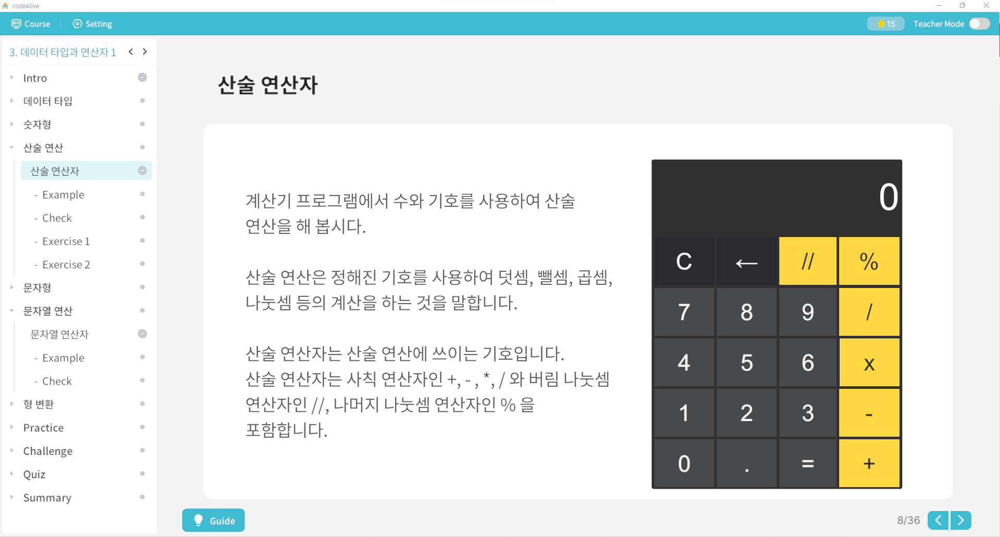 codeAlive
Course
Setting
15
Teacher Mode
3. 데이터 타입과 연산자 1
Intro
데이터 타입
숫자형
산술 연산
산술 연산자
- Example
- Check
- Exercise 1
- Exercise 2
문자형
문자열 연산
문자열 연산자
- Example
- Check
형 변환
Practice
Challenge
Quiz
Summary
산술 연산자
계산기 프로그램에서 수와 기호를 사용하여 산술
연산을 해 봅시다.
산술 연산은 정해진 기호를 사용하여 덧셈, 뺄셈, 곱셈,
나눗셈 등의 계산을 하는 것을 말합니다.
산술 연산자는 산술 연산에 쓰이는 기호입니다.
산술 연산자는 사칙 연산자인 +, - , *, / 와 버림 나눗셈
연산자인 //, 나머지 나눗셈 연산자인 % 을
포함합니다.
0
C ← // %
7 8 9 /
4 5 6 x
1 2 3 -
0 . = +
Guide
8/36